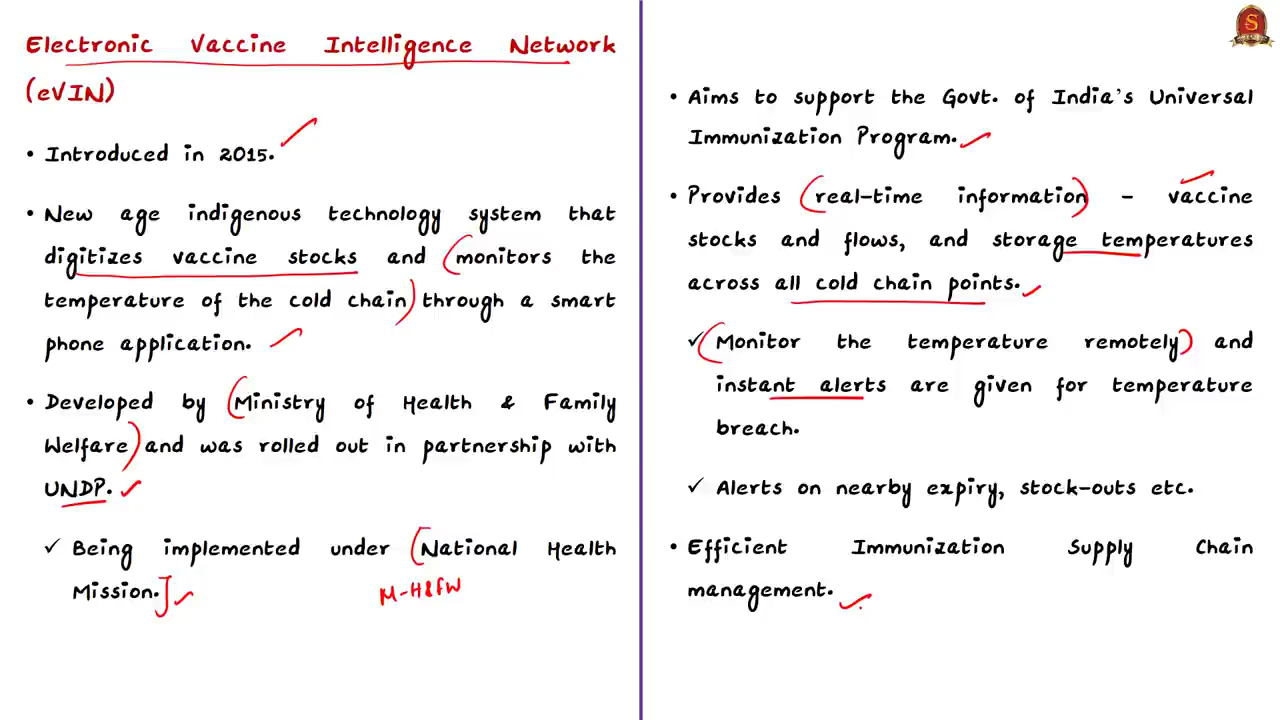 Electronic Vaccine Intelligence Network
(eVIN)
• Introduced in 2015.
• New age indigenous technology system that
digitizes vaccine stocks and (monitors the
temperature of the cold chain) through a smart
phone application.
• Developed by (Ministry of Health & Family
Welfare) and was rolled out in partnership with
UNDP.
✓ Being implemented under [National Health
Mission.]
M-H&FW
• Aims to support the Govt. of India's Universal
Immunization Program.
• Provides (real-time information) - vaccine
stocks and flows, and storage temperatures
across all cold chain points.
✓ (Monitor the temperature remotely) and
instant alerts are given for temperature
breach.
✓ Alerts on nearby expiry, stock-outs etc.
• Efficient Immunization Supply Chain
management.
S